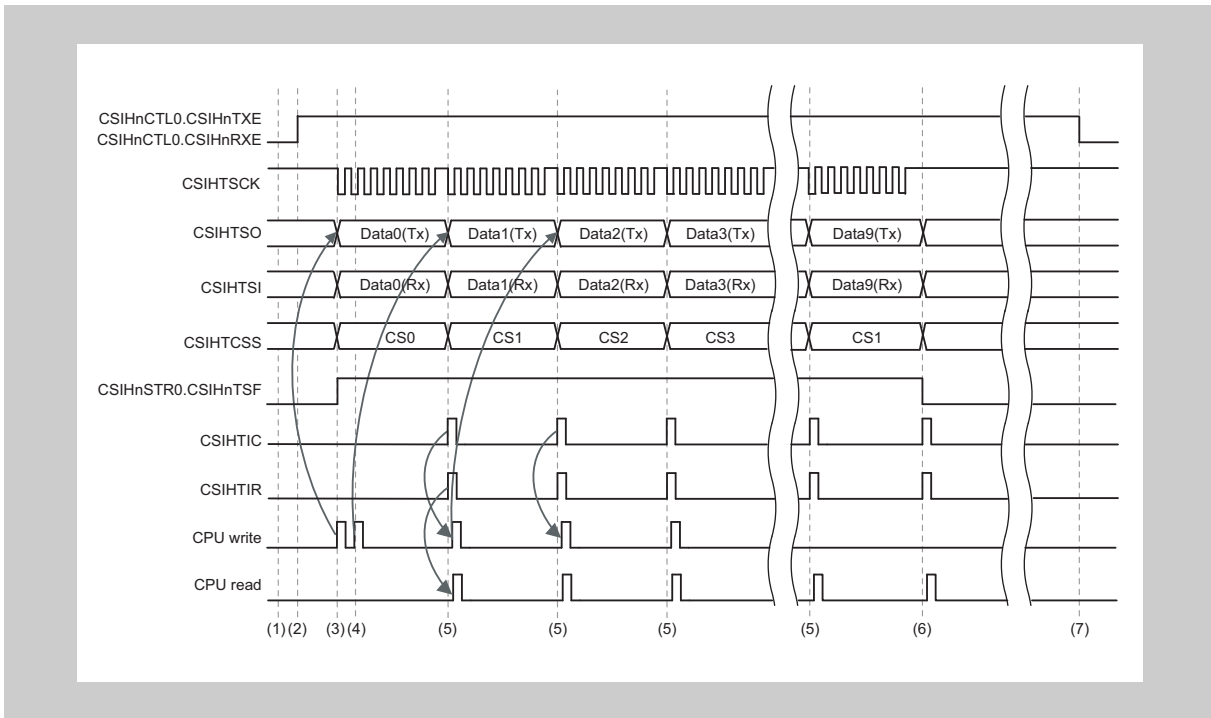 CSIHnCTL0.CSIHnTXE
CSIHnCTL0.CSIHnRXE
CSIHTSCK
CSIHTSO Data0(Tx) Data1(Tx) Data2(Tx) Data3(Tx) Data9(Tx)
CSIHTSI Data0(Rx) Data1(Rx) Data2(Rx) Data3(Rx) Data9(Rx)
CSIHTCSS CS0 CS1 CS2 CS3 CS1
CSIHnSTR0.CSIHnTSF
CSIHTIC
CSIHTIR
CPU write
CPU read
(1) (2) (3) (4) (5) (5) (5) (5) (6) (7)